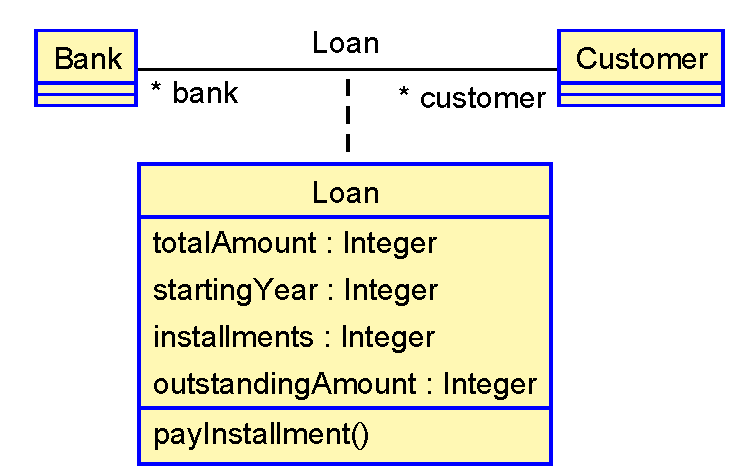 Loan
Bank
Customer
* bank
* customer
Loan
totalAmount : Integer
startingYear : Integer
installments : Integer
outstandingAmount : Integer
payInstallment()